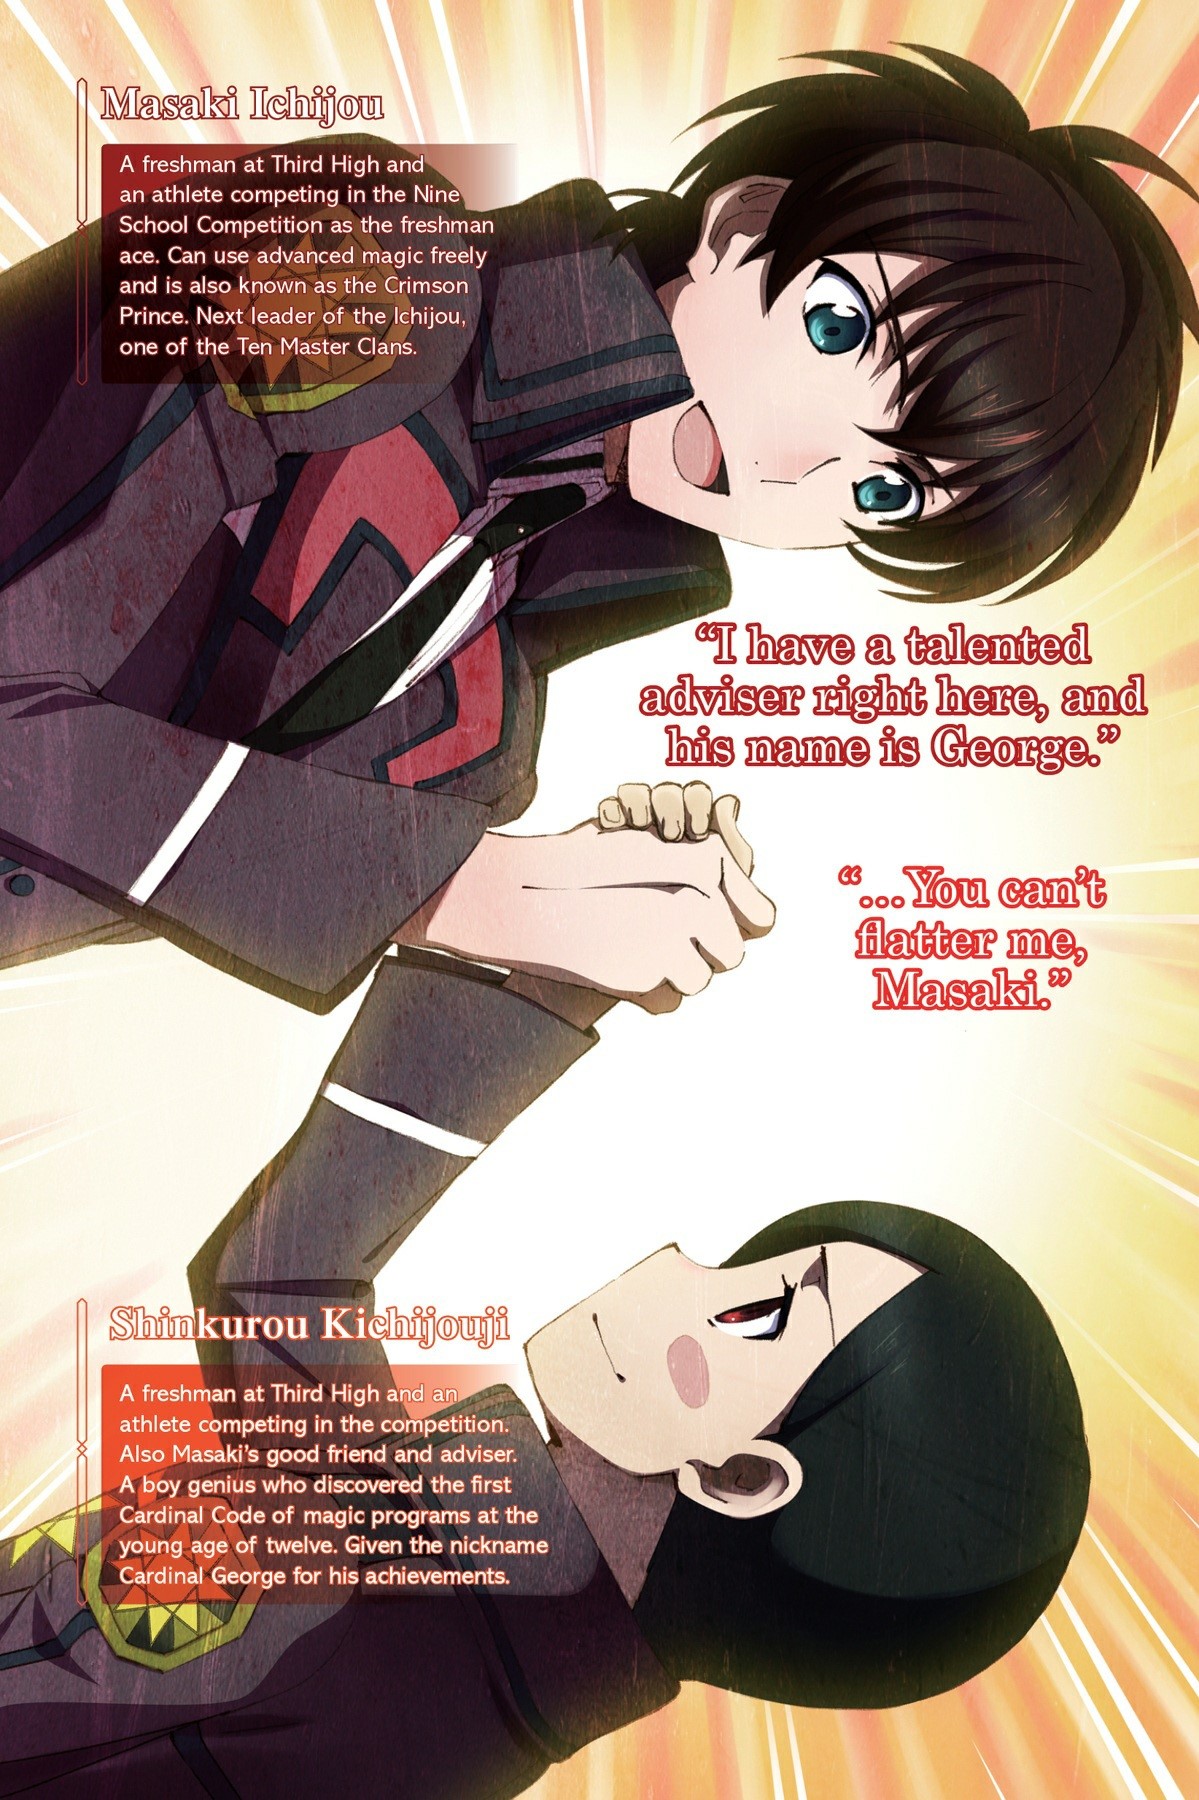 Masaki Ichijou
A freshman at Third High and
an athlete competing in the Nine
School Competition as the freshman
ace. Can use advanced magic freely
and is also known as the Crimson
Prince. Next leader of the Ichijou,
one of the Ten Master Clans.
“I have a talented
adviser right here, and
his name is George.”
“...You can’t
flatter me,
Masaki.”
Shinkurou Kichijouji
A freshman at Third High and an
athlete competing in the competition.
Also Masaki’s good friend and adviser.
A boy genius who discovered the first
Cardinal Code of magic programs at the
young age of twelve. Given the nickname
Cardinal George for his achievements.